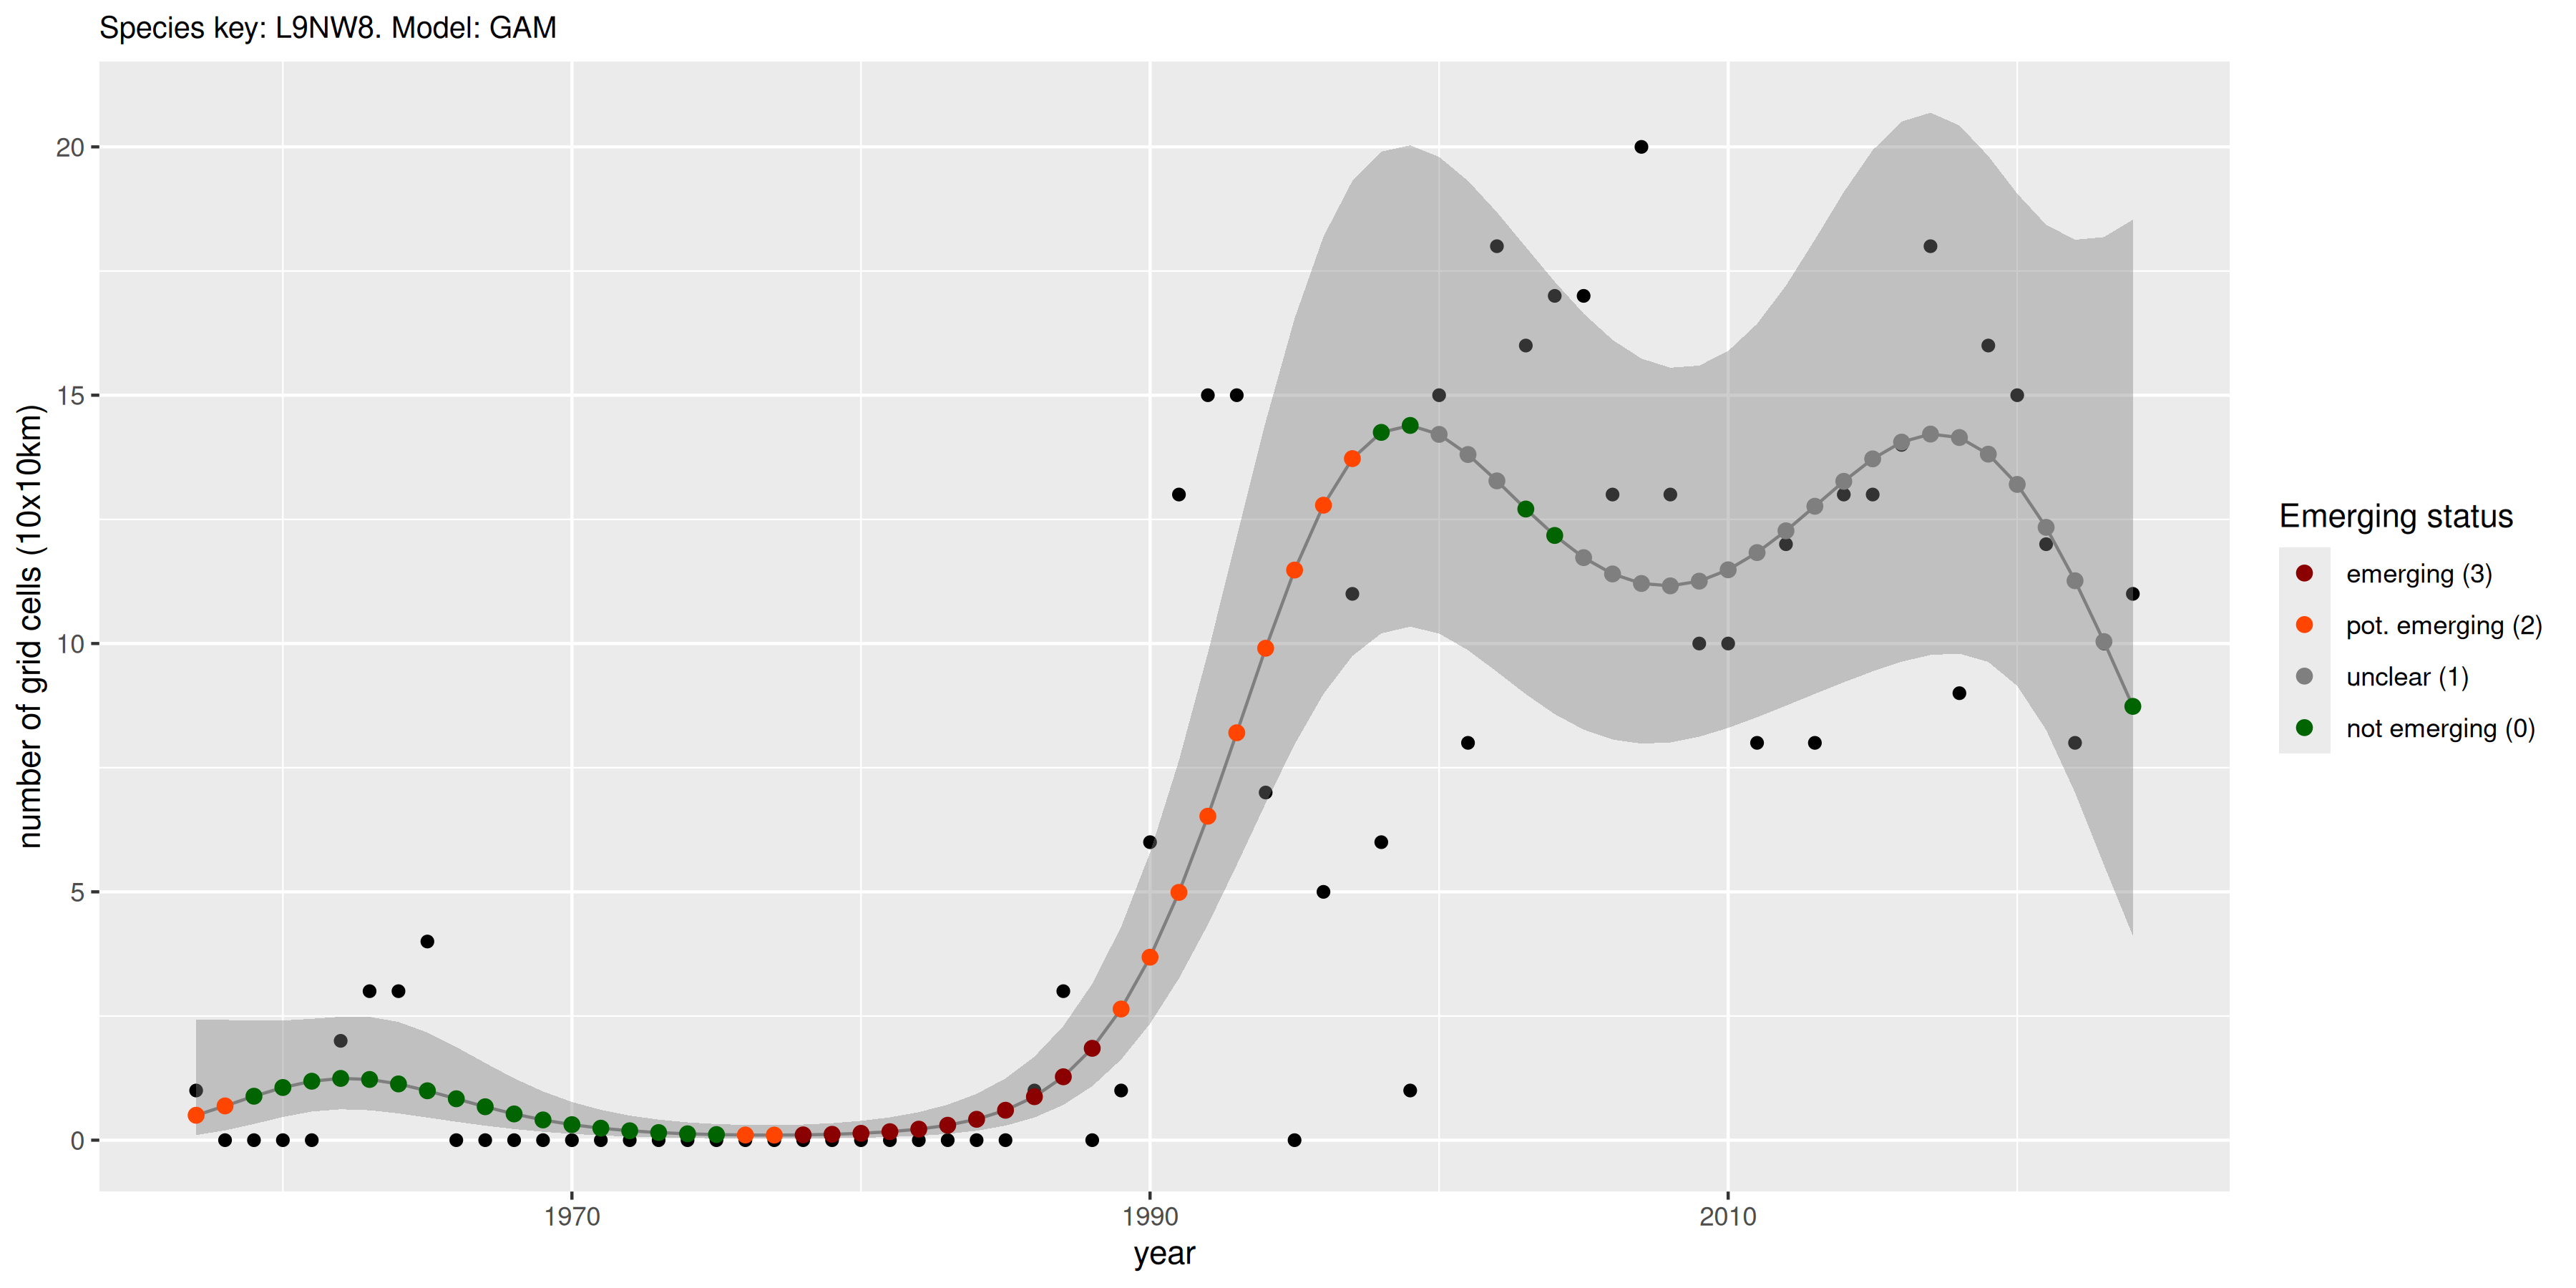 Species key: L9NW8. Model: GAM
number of grid cells (10x10km)
20
15
10
5
0
1970
1990
2010
year
Emerging status
emerging (3)
pot. emerging (2)
unclear (1)
not emerging (0)